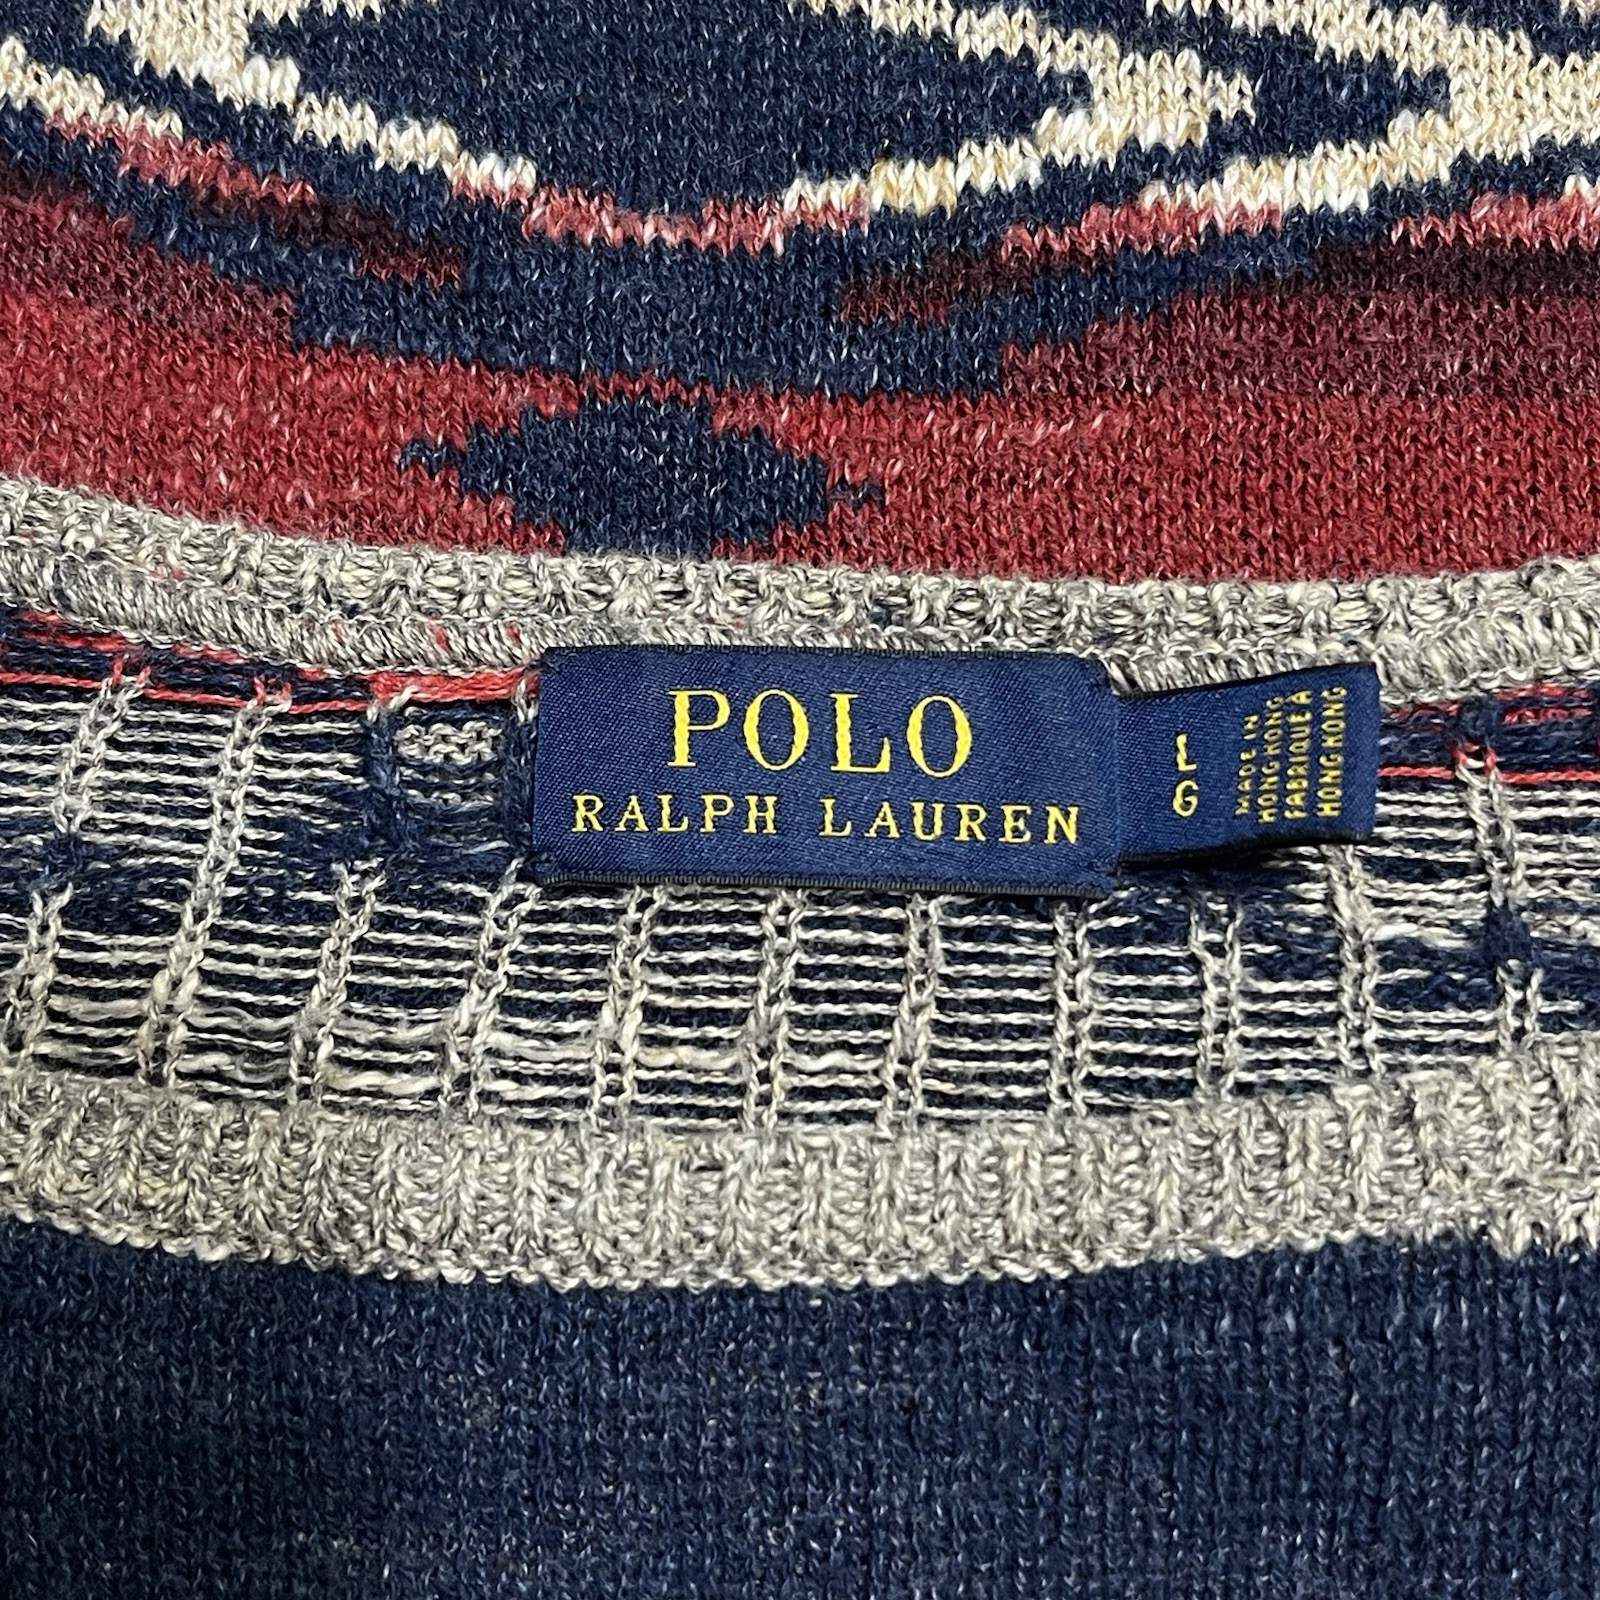 POLO
RALPH LAUREN
L
G
MADE IN
HONG KONG
FABRIQUE A
HONG KONG